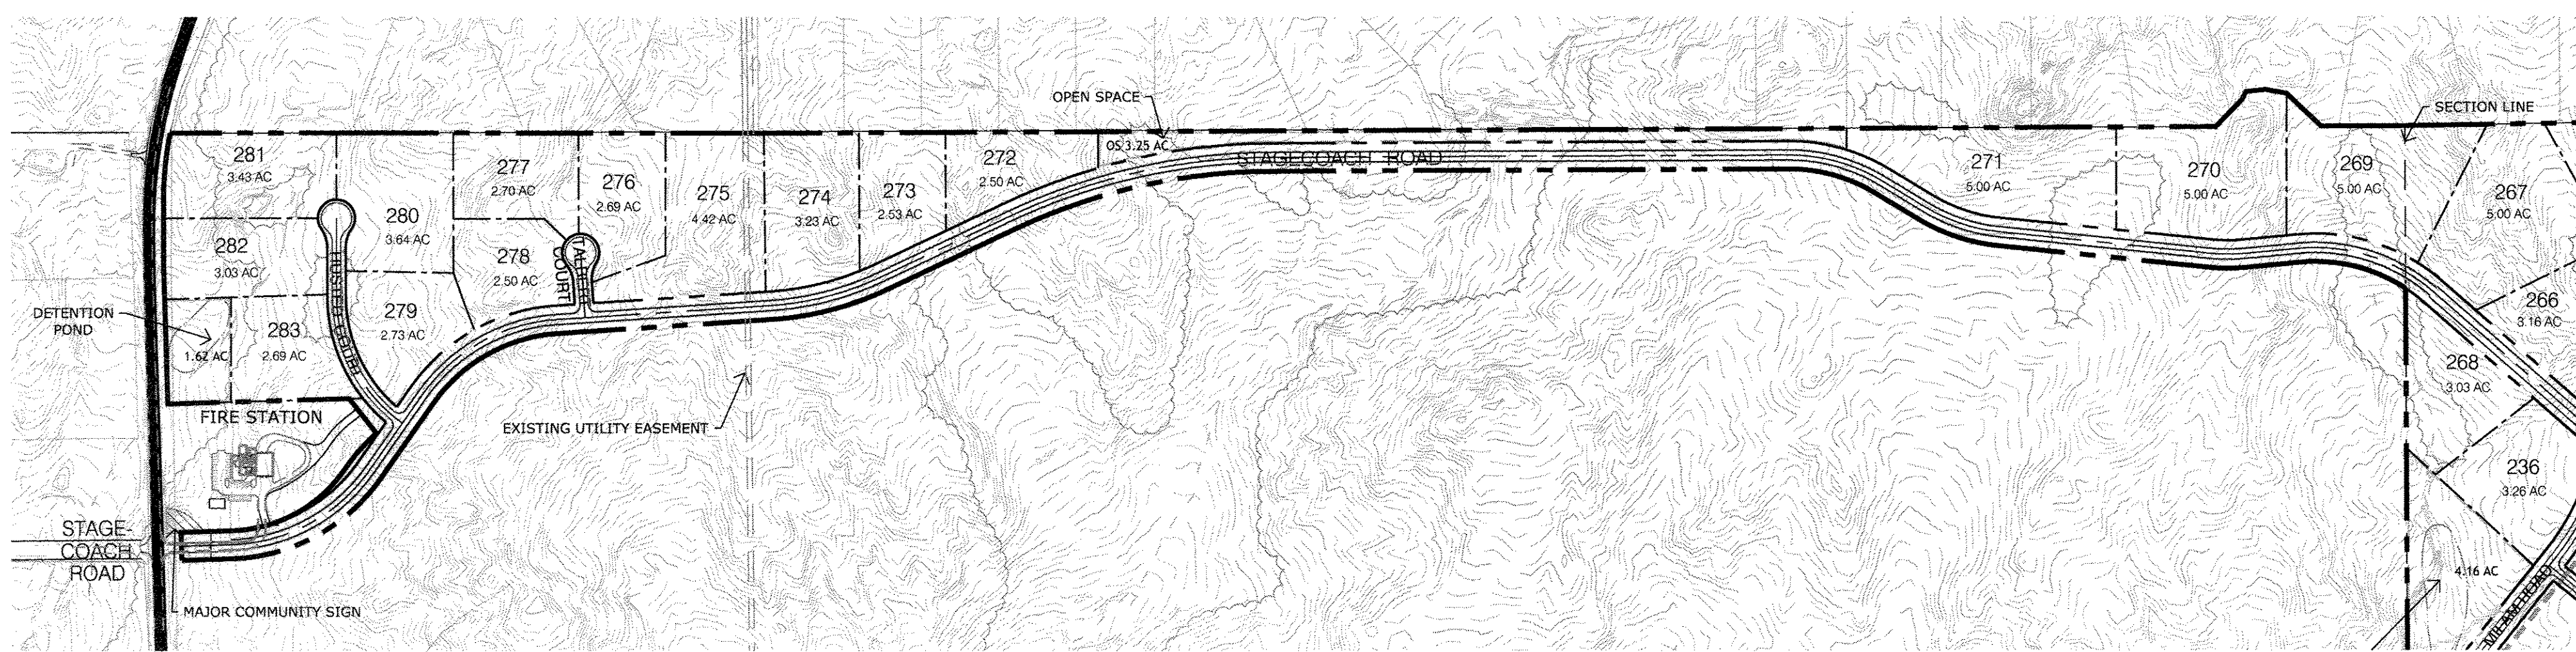 OPEN SPACE
SECTION LINE
281
3.43 AC
277
2.70 AC
276
2.69 AC
275
4.42 AC
274
3.23 AC
273
2.53 AC
272
2.50 AC
OS 3.25 AC
STAGECOACH ROAD
271
5.00 AC
270
5.00 AC
269
5.00 AC
267
5.00 AC
280
3.64 AC
282
3.03 AC
278
2.50 AC
COURT
HUSTED COURT
279
2.73 AC
DETENTION
POND
1.62 AC
283
2.69 AC
266
3.16 AC
268
3.03 AC
FIRE STATION
EXISTING UTILITY EASEMENT
236
3.26 AC
STAGE-
COACH
ROAD
4.16 AC
MILAM ROAD
MAJOR COMMUNITY SIGN